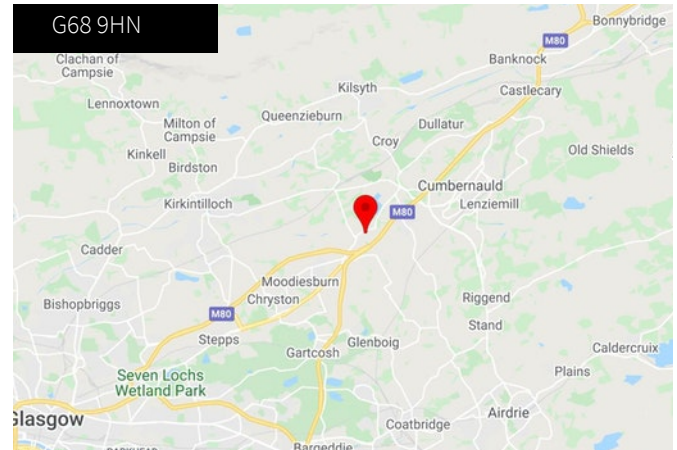 G68 9HN
Bonnybridge
M80
Clachan of
Campsie
Banknock
Kilsyth
Castlecary
Lennoxtown
Queenzieburn
Milton of
Campsie
Dullatur
Croy
Old Shields
Kinkell
Birdston
Cumbernauld
Kirkintilloch
Lenziemill
M80
Cadder
Moodiesburn
Chryston
Bishopbriggs
Riggend
M80
Stand
Stepps
Glenboig
Gartcosh
Caldercruix
Plains
Seven Lochs
Wetland Park
Airdrie
Glasgow
Coatbridge
PARKHEAD
Bargeddie